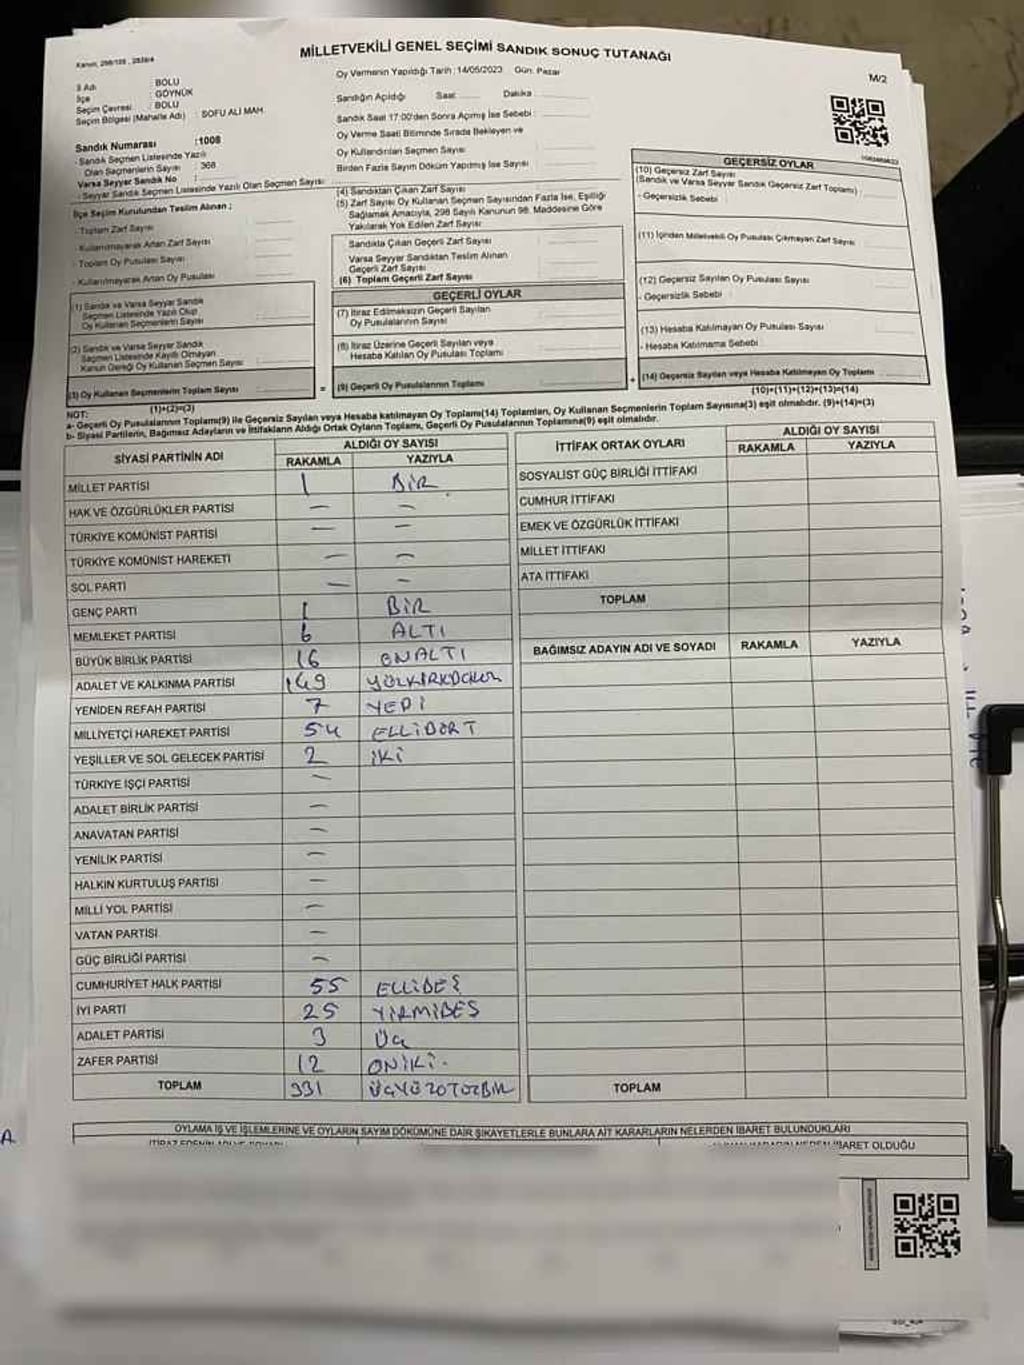 Kanun, 298/105 , 2839/4
MİLLETVEKİLİ GENEL SEÇİMİ SANDIK SONUÇ TUTANAĞI
M/2
İl Adı : BOLU
İlçe : GÖYNÜK
Seçim Çevresi : BOLU
Seçim Bölgesi (Mahalle Adı) : SOFU ALİ MAH.
Sandık Numarası :1008
- Sandık Seçmen Listesinde Yazılı
Olan Seçmenlerin Sayısı : 368
Varsa Seyyar Sandık No :
- Seyyar Sandık Seçmen Listesinde Yazılı Olan Seçmen Sayısı:
Oy Vermenin Yapıldığı Tarih :14/05/2023 Gün: Pazar
Sandığın Açıldığı Saat: Dakika
Sandık Saat 17:00'den Sonra Açılmış İse Sebebi :
Oy Verme Saati Bitiminde Sırada Bekleyen ve
Oy Kullandırılan Seçmen Sayısı
Birden Fazla Sayım Döküm Yapılmış İse Sayısı
İlçe Seçim Kurulundan Teslim Alınan ;
- Toplam Zarf Sayısı
- Kullanılmayarak Artan Zarf Sayısı
- Toplam Oy Pusulası Sayısı
- Kullanılmayarak Artan Oy Pusulası
(4) Sandıktan Çıkan Zarf Sayısı
(5) Zarf Sayısı Oy Kullanan Seçmen Sayısından Fazla İse, Eşitliği
Sağlamak Amacıyla, 298 Sayılı Kanunun 98. Maddesine Göre
Yakılarak Yok Edilen Zarf Sayısı
Sandıkta Çıkan Geçerli Zarf Sayısı
Varsa Seyyar Sandıktan Teslim Alınan
Geçerli Zarf Sayısı
(6) Toplam Geçerli Zarf Sayısı
GEÇERSİZ OYLAR
(10) Geçersiz Zarf Sayısı
(Sandık ve Varsa Seyyar Sandık Geçersiz Zarf Toplamı)
- Geçersizlik Sebebi
(11) İçinden Milletvekili Oy Pusulası Çıkmayan Zarf Sayısı
(12) Geçersiz Sayılan Oy Pusulası Sayısı
- Geçersizlik Sebebi
(13) Hesaba Katılmayan Oy Pusulası Sayısı
- Hesaba Katılmama Sebebi
(14) Geçersiz Sayılan veya Hesaba Katılmayan Oy Toplamı
(10)+(11)+(12)+(13)=(14)
(1) Sandık ve Varsa Seyyar Sandık
Seçmen Listesinde Yazılı Olup
Oy Kullanan Seçmenlerin Sayısı
(2) Sandık ve Varsa Seyyar Sandık
Seçmen Listesinde Kayıtlı Olmayan
Kanun Gereği Oy Kullanan Seçmen Sayısı
(3) Oy Kullanan Seçmenlerin Toplam Sayısı
(1)+(2)=(3)
=
GEÇERLİ OYLAR
(7) İtiraz Edilmeksizin Geçerli Sayılan
Oy Pusulalarının Sayısı
(8) İtiraz Üzerine Geçerli Sayılan veya
Hesaba Katılan Oy Pusulası Toplamı
(9) Geçerli Oy Pusulalarının Toplamı
+
NOT:
a- Geçerli Oy Pusulaları Toplamı(9) ile Geçersiz Sayılan veya Hesaba katılmayan Oy Toplamı(14) Toplamları, Oy Kullanan Seçmenlerin Toplam Sayısına(3) eşit olmalıdır. (9)+(14)=(3)
b- Siyasi Partilerin, Bağımsız Adayların ve İttifakların Aldığı Ortak Oyların Toplamı, Geçerli Oy Pusulalarının Toplamına(9) eşit olmalıdır.
SİYASİ PARTİNİN ADI ALDIĞI OY SAYISI
RAKAMLA YAZIYLA
MİLLET PARTİSİ 1 BİR
HAK VE ÖZGÜRLÜKLER PARTİSİ — —
TÜRKİYE KOMÜNİST PARTİSİ — —
TÜRKİYE KOMÜNİST HAREKETİ — —
SOL PARTİ — —
GENÇ PARTİ 1 BİR
MEMLEKET PARTİSİ 6 ALTI
BÜYÜK BİRLİK PARTİSİ 16 ONALTI
ADALET VE KALKINMA PARTİSİ 149
YENİDEN REFAH PARTİSİ 7 YEDİ
MİLLİYETÇİ HAREKET PARTİSİ 54 ELLİDÖRT
YEŞİLLER VE SOL GELECEK PARTİSİ 2 İKİ
TÜRKİYE İŞÇİ PARTİSİ —
ADALET BİRLİK PARTİSİ —
ANAVATAN PARTİSİ —
YENİLİK PARTİSİ —
HALKIN KURTULUŞ PARTİSİ —
MİLLİ YOL PARTİSİ —
VATAN PARTİSİ —
GÜÇ BİRLİĞİ PARTİSİ —
CUMHURİYET HALK PARTİSİ 55 ELLİBEŞ
İYİ PARTİ 25 YİRMİBEŞ
ADALET PARTİSİ 3 ÜÇ
ZAFER PARTİSİ 12 ONİKİ.
TOPLAM 331 ÜÇYÜZOTUZBİR
İTTİFAK ORTAK OYLARI ALDIĞI OY SAYISI
RAKAMLA YAZIYLA
SOSYALİST GÜÇ BİRLİĞİ İTTİFAKI
CUMHUR İTTİFAKI
EMEK VE ÖZGÜRLÜK İTTİFAKI
MİLLET İTTİFAKI
ATA İTTİFAKI
TOPLAM
BAĞIMSIZ ADAYIN ADI VE SOYADI RAKAMLA YAZIYLA
TOPLAM
OYLAMA İŞ VE İŞLEMLERİNE VE OYLARIN SAYIM DÖKÜMÜNE DAİR ŞİKAYETLERLE BUNLARA AİT KARARLARIN NELERDEN İBARET BULUNDUKLARI
İTİRAZ EDENİN ADI VE SOYADI
İBARET OLDUĞU